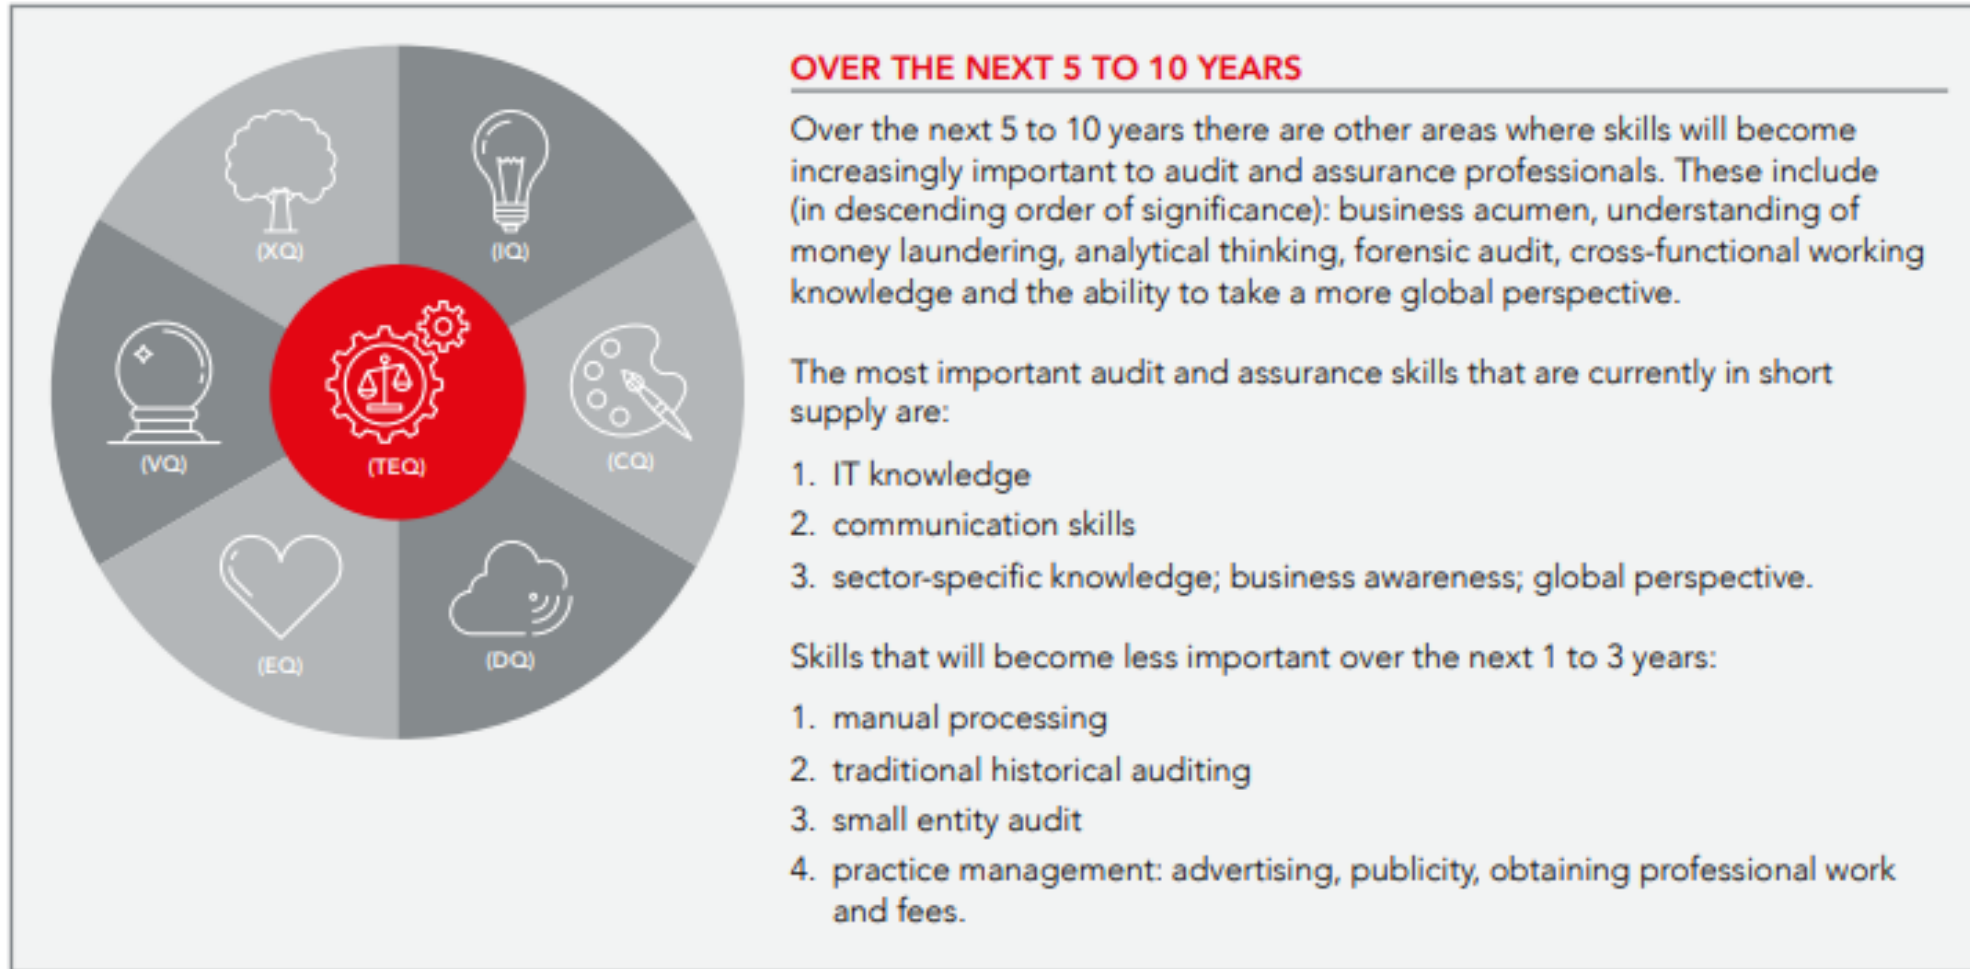 (XQ)
(IQ)
(VQ)
(TEQ)
(CQ)
(EQ)
(DQ)
OVER THE NEXT 5 TO 10 YEARS
Over the next 5 to 10 years there are other areas where skills will become
increasingly important to audit and assurance professionals. These include
(in descending order of significance): business acumen, understanding of
money laundering, analytical thinking, forensic audit, cross-functional working
knowledge and the ability to take a more global perspective.
The most important audit and assurance skills that are currently in short
supply are:
1. IT knowledge
2. communication skills
3. sector-specific knowledge; business awareness; global perspective.
Skills that will become less important over the next 1 to 3 years:
1. manual processing
2. traditional historical auditing
3. small entity audit
4. practice management: advertising, publicity, obtaining professional work
and fees.